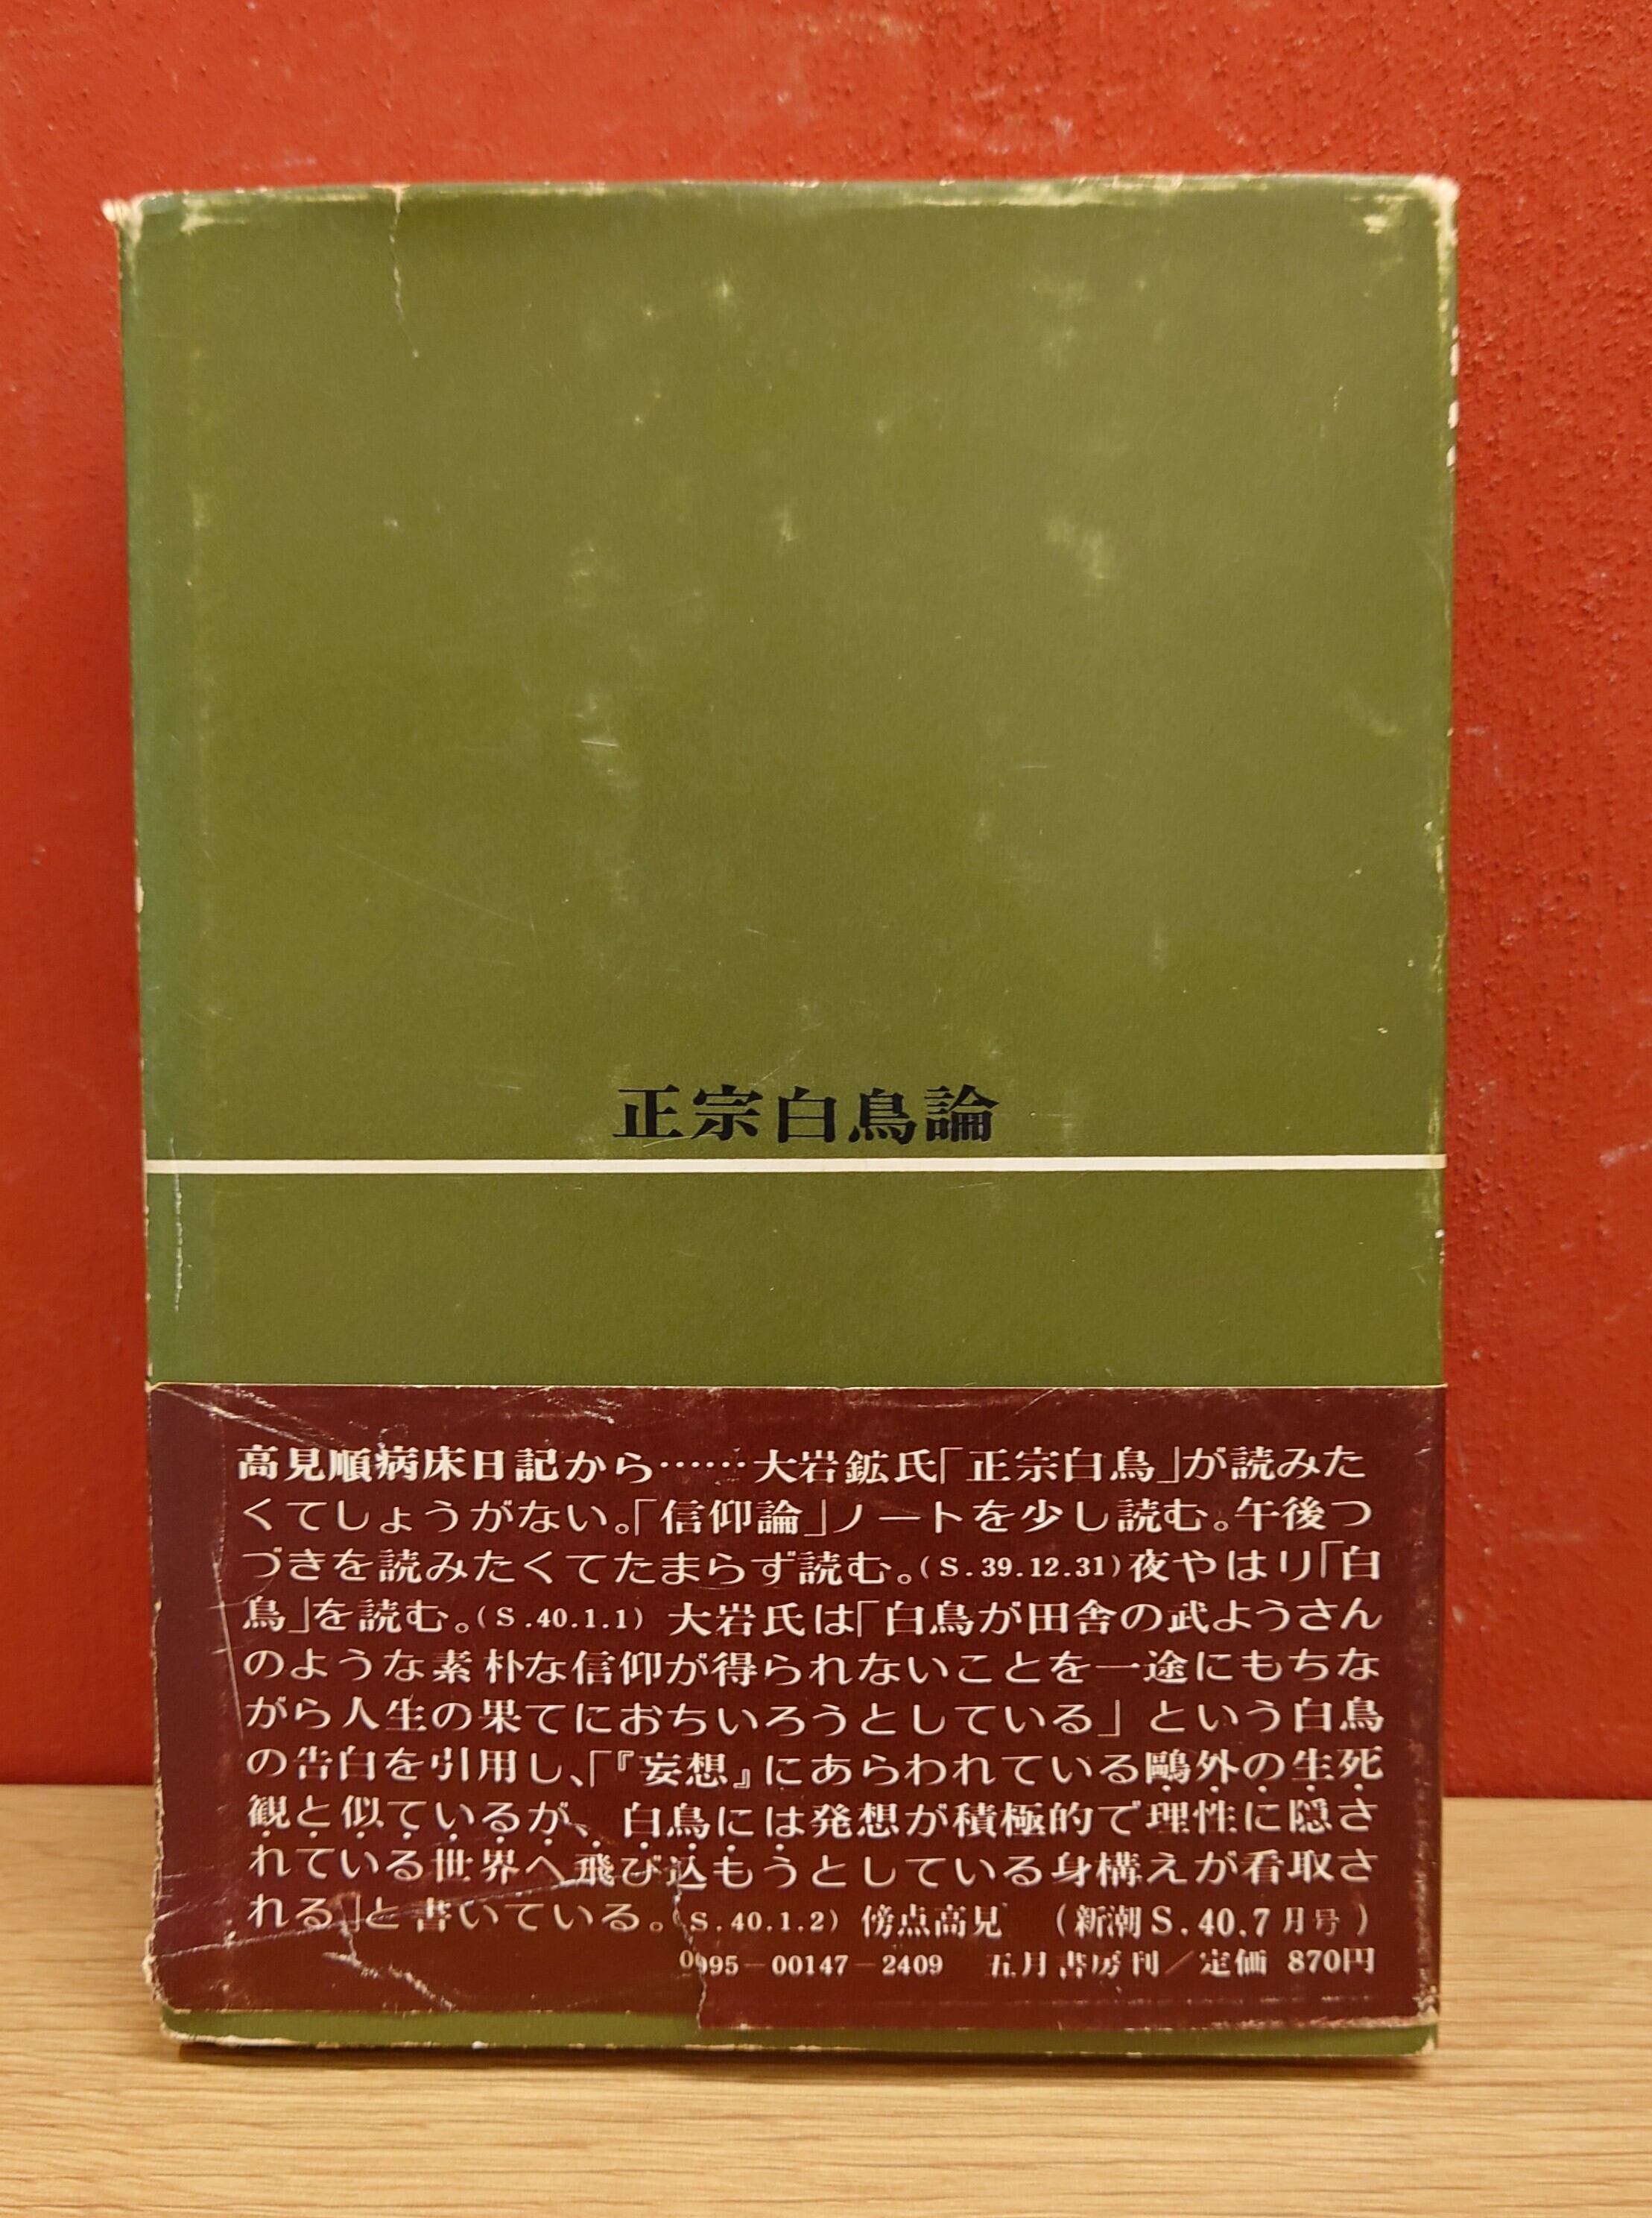 正宗白鳥論
高見順病床日記から……大岩鉱氏「正宗白鳥」が読みた
くてしょうがない。「信仰論」ノートを少し読む。午後つ
づきを読みたくてたまらず読む。(S.39.12.31)夜やはり「白
鳥」を読む。(S.40.1.1) 大岩氏は「白鳥が田舎の武ようさん
のような素朴な信仰が得られないことを一途にもちな
がら人生の果てにおちいろうとしている」という白鳥
の告白を引用し、「『妄想』にあらわれている鷗外の生死
観と似ているが、白鳥には発想が積極的で理性に隠さ
れている世界へ飛び込もうとしている身構えが看取さ
れる」と書いている。(S.40.1.2) 傍点高見 (新潮S.40.7月号)
0095-00147-2409 五月書房刊/定価 870円